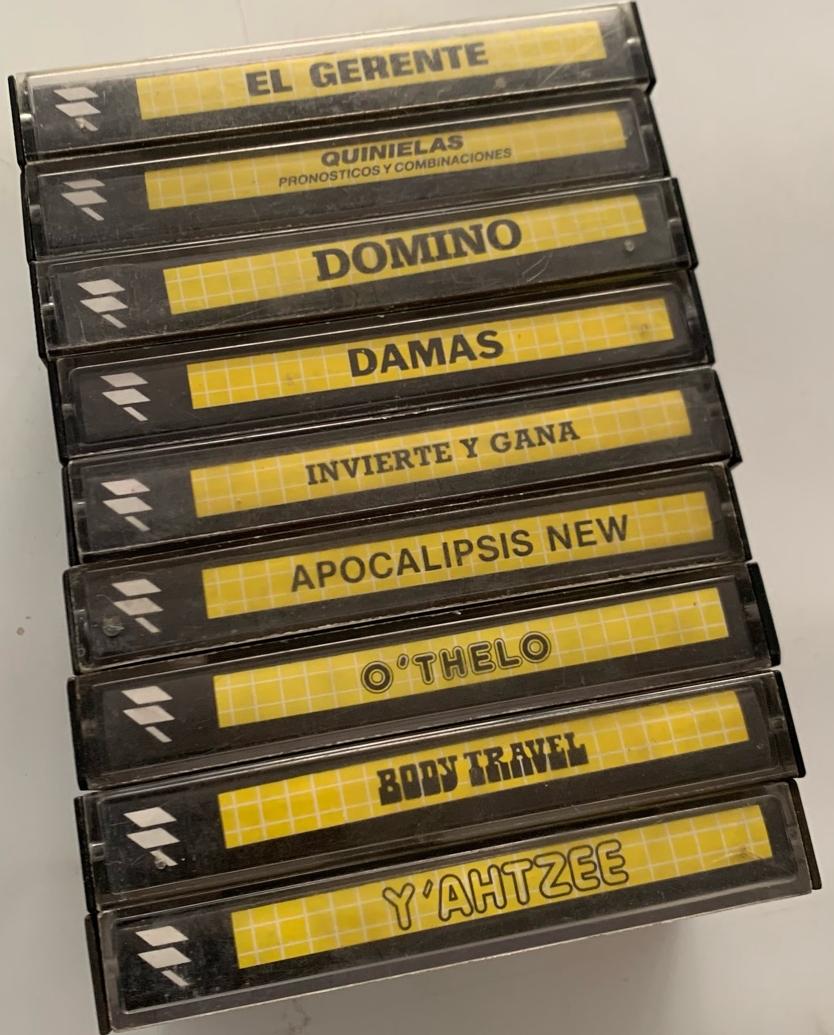 EL GERENTE
QUINIELAS
PRONOSTICOS Y COMBINACIONES
DOMINO
DAMAS
INVIERTE Y GANA
APOCALIPSIS NEW
O'THELO
BODY TRAVEL
Y'AHTZEE